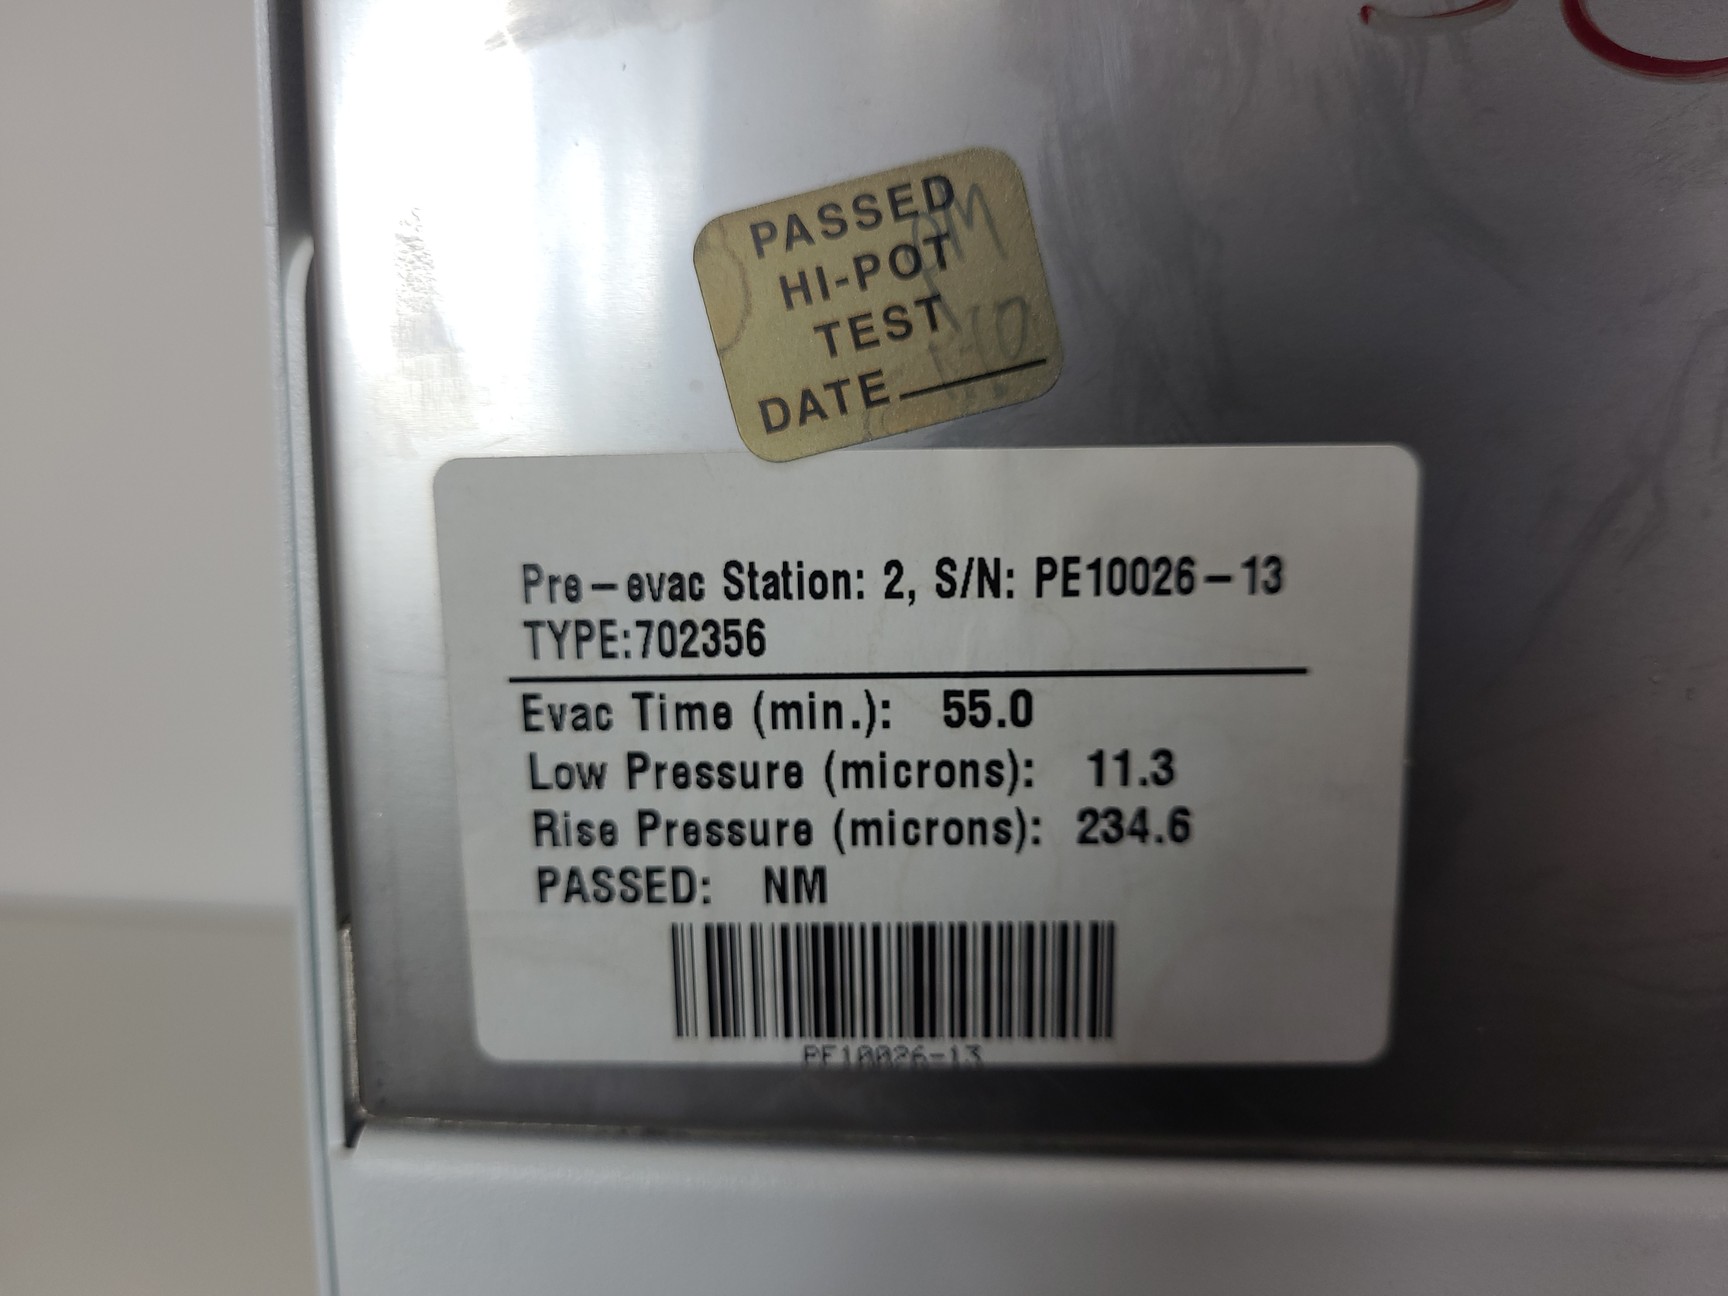 PASSED
HI-POT
TEST
DATE
Pre-evac Station: 2, S/N: PE10026-13
TYPE:702356
Evac Time (min.): 55.0
Low Pressure (microns): 11.3
Rise Pressure (microns): 234.6
PASSED: NM
PE10026-13